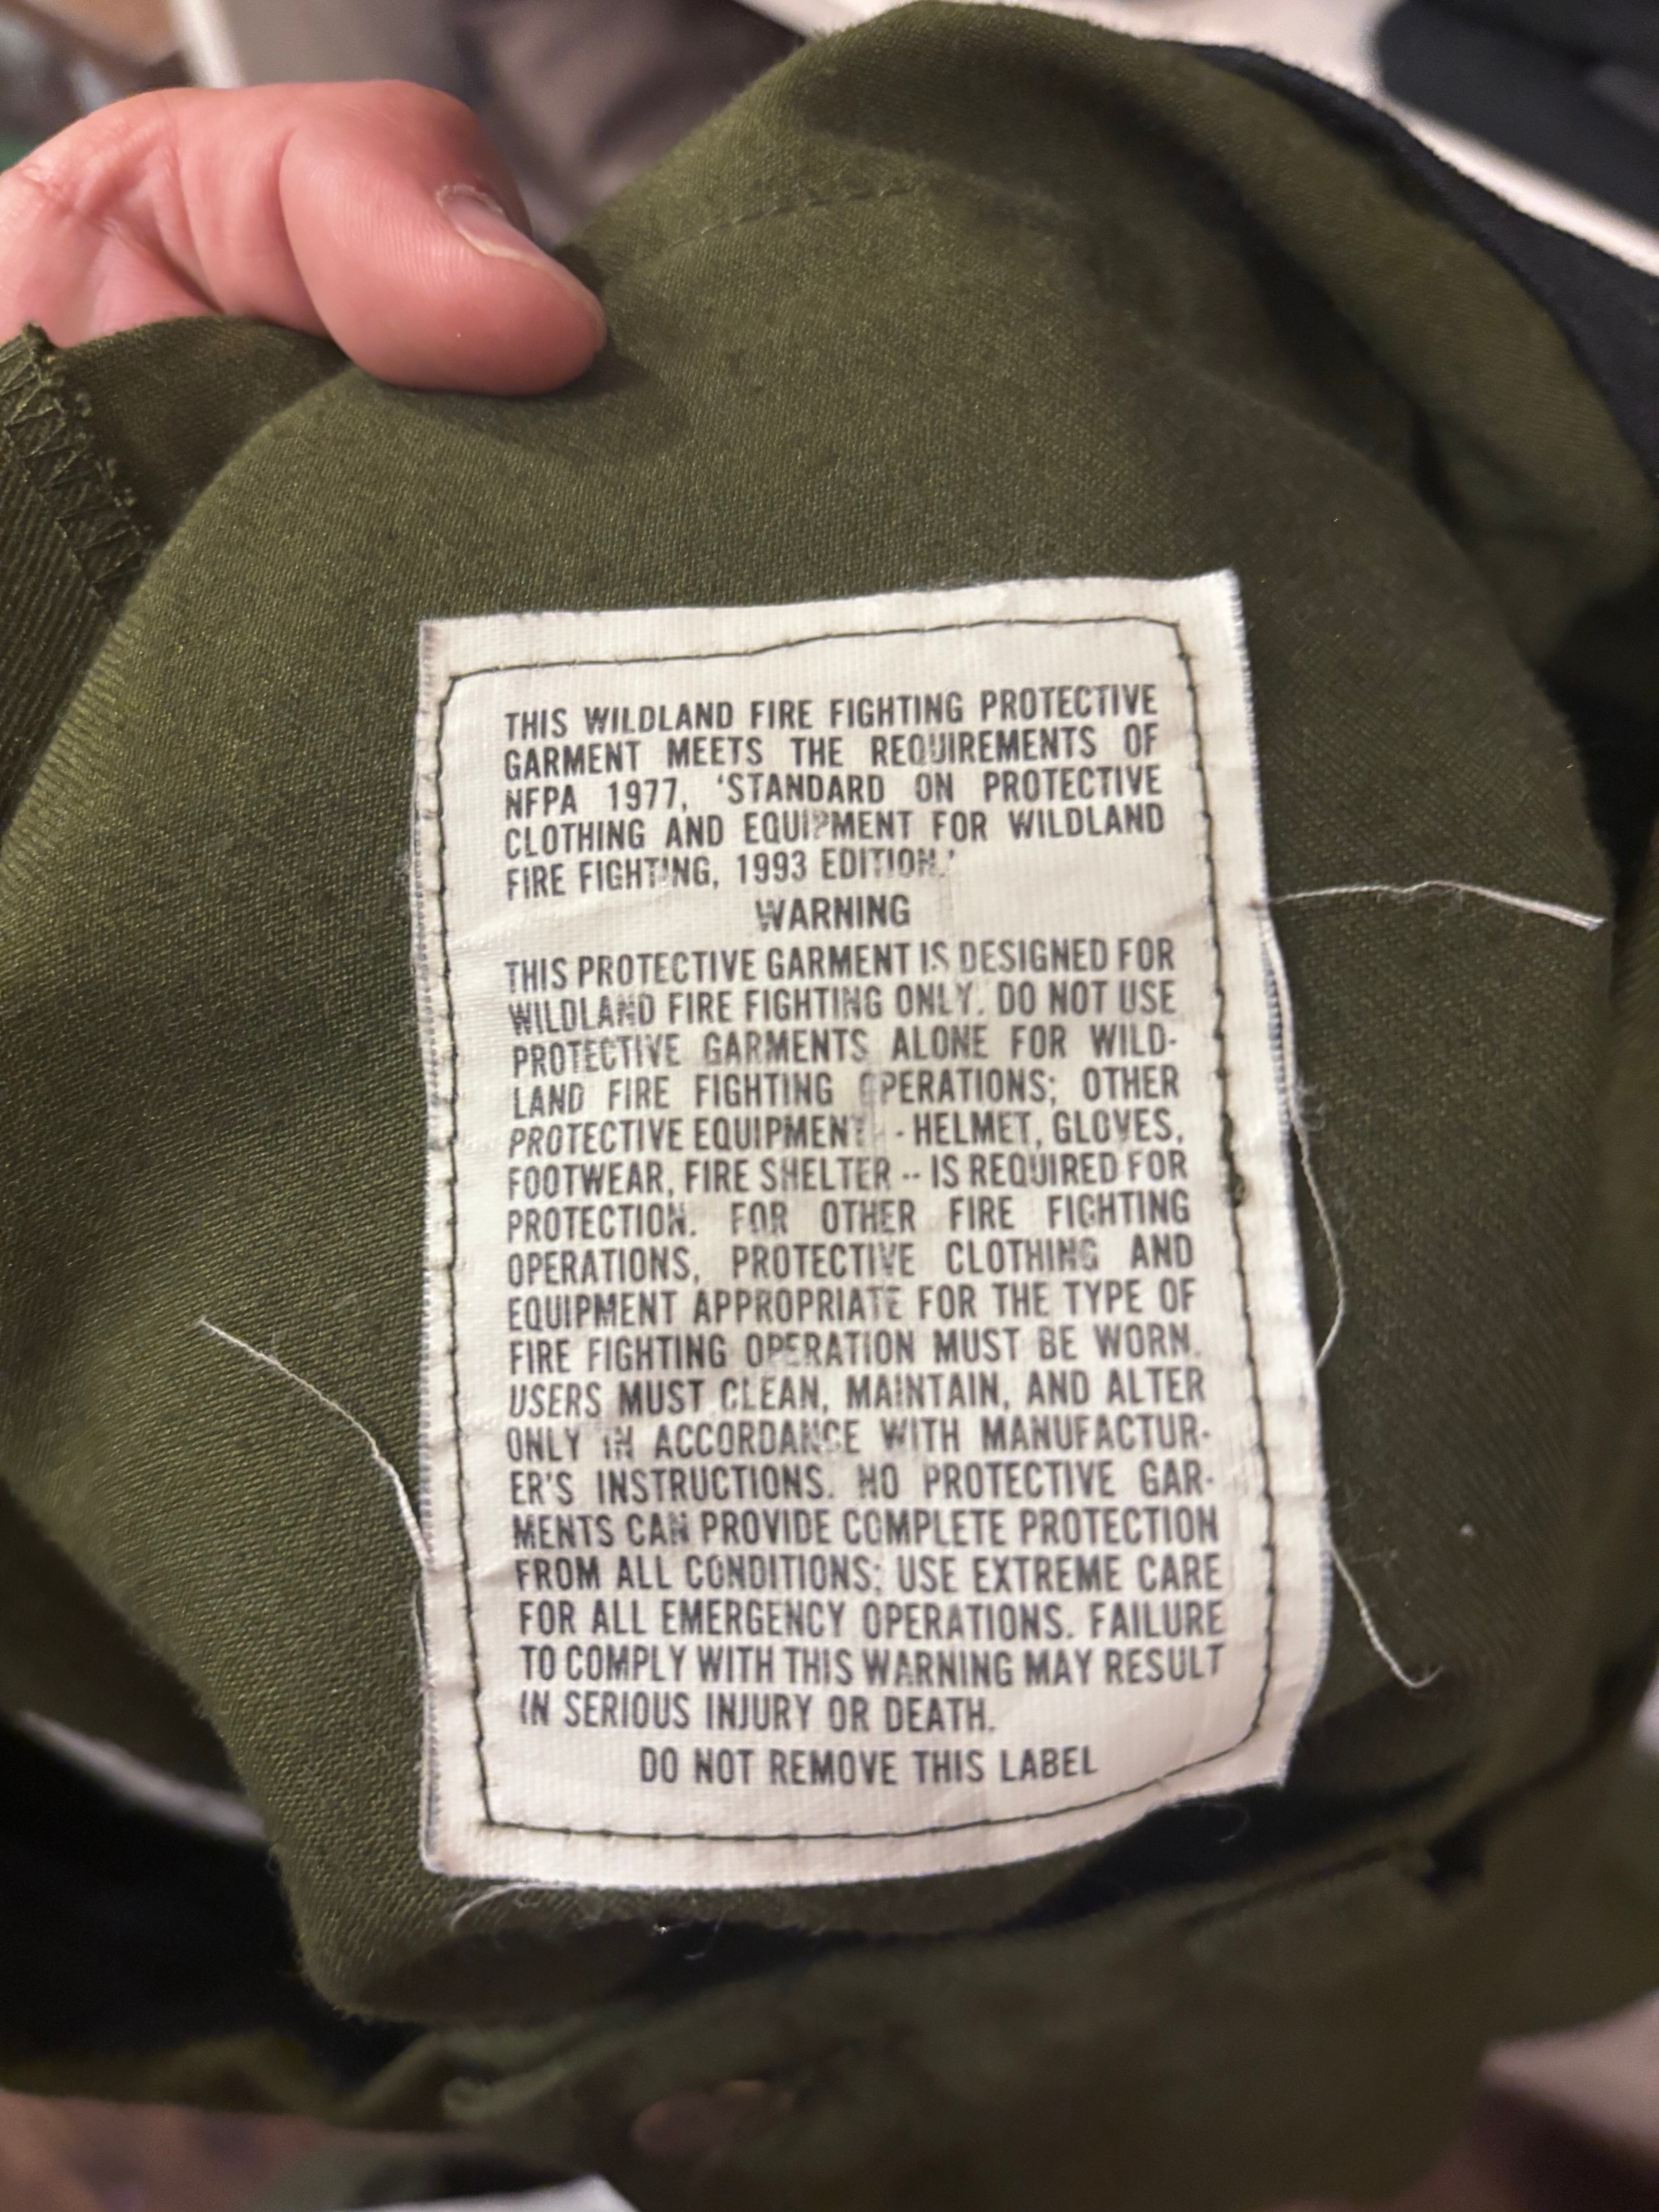 THIS WILDLAND FIRE FIGHTING PROTECTIVE
GARMENT MEETS THE REQUIREMENTS OF
NFPA 1977, 'STANDARD ON PROTECTIVE
CLOTHING AND EQUIPMENT FOR WILDLAND
FIRE FIGHTING, 1993 EDITION.'
WARNING
THIS PROTECTIVE GARMENT IS DESIGNED FOR
WILDLAND FIRE FIGHTING ONLY. DO NOT USE
PROTECTIVE GARMENTS ALONE FOR WILD-
LAND FIRE FIGHTING OPERATIONS; OTHER
PROTECTIVE EQUIPMENT -- HELMET, GLOVES,
FOOTWEAR, FIRE SHELTER -- IS REQUIRED FOR
PROTECTION. FOR OTHER FIRE FIGHTING
OPERATIONS, PROTECTIVE CLOTHING AND
EQUIPMENT APPROPRIATE FOR THE TYPE OF
FIRE FIGHTING OPERATION MUST BE WORN.
USERS MUST CLEAN, MAINTAIN, AND ALTER
ONLY IN ACCORDANCE WITH MANUFACTUR-
ER'S INSTRUCTIONS. NO PROTECTIVE GAR-
MENTS CAN PROVIDE COMPLETE PROTECTION
FROM ALL CONDITIONS; USE EXTREME CARE
FOR ALL EMERGENCY OPERATIONS. FAILURE
TO COMPLY WITH THIS WARNING MAY RESULT
IN SERIOUS INJURY OR DEATH.
DO NOT REMOVE THIS LABEL